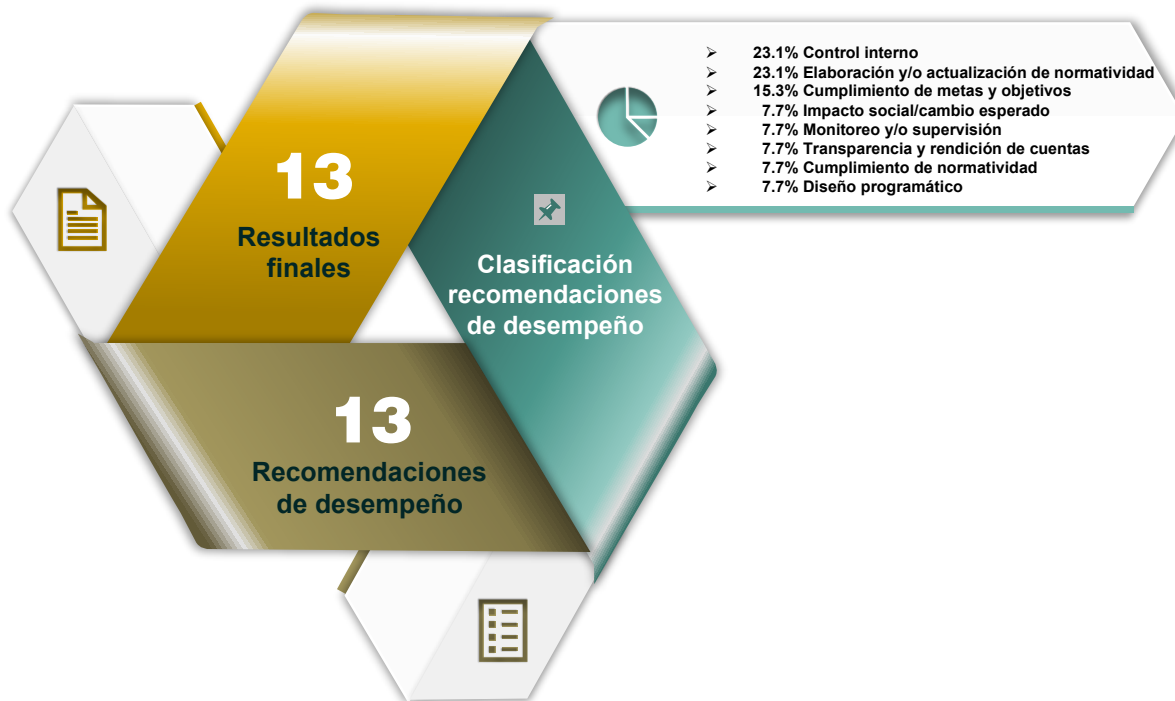 13
Resultados
finales
Clasificación
recomendaciones
de desempeño
13
Recomendaciones
de desempeño
➢ 23.1% Control interno
➢ 23.1% Elaboración y/o actualización de normatividad
➢ 15.3% Cumplimiento de metas y objetivos
➢ 7.7% Impacto social/cambio esperado
➢ 7.7% Monitoreo y/o supervisión
➢ 7.7% Transparencia y rendición de cuentas
➢ 7.7% Cumplimiento de normatividad
➢ 7.7% Diseño programático